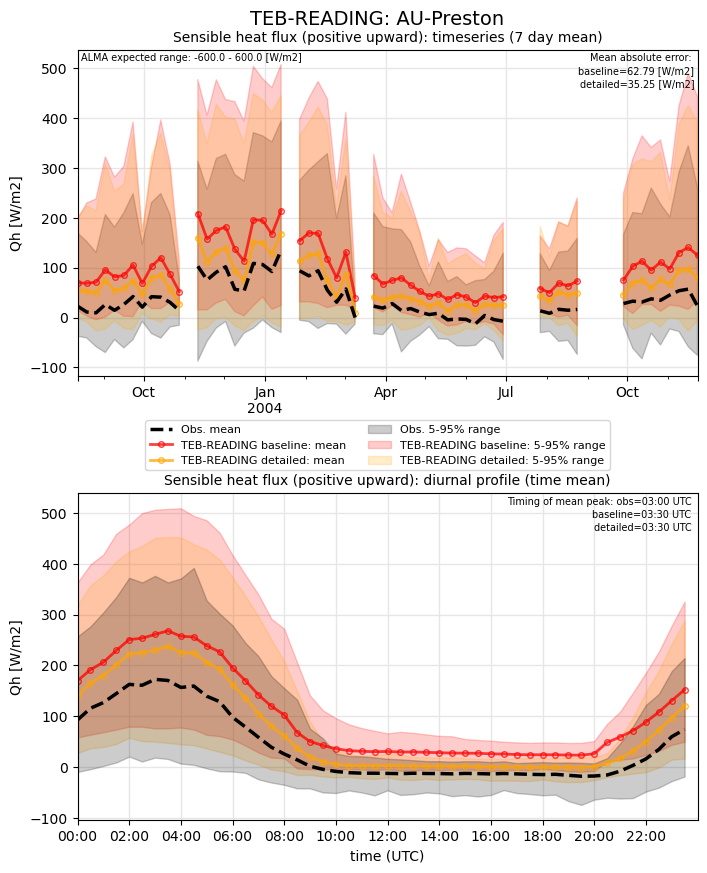 TEB-READING: AU-Preston
Sensible heat flux (positive upward): timeseries (7 day mean)
ALMA expected range: -600.0 - 600.0 [W/m2]
Mean absolute error:
baseline=62.79 [W/m2]
detailed=35.25 [W/m2]
Qh [W/m2]
500
400
300
200
100
0
−100
Oct
Jan
2004
Apr
Jul
Oct
Obs. mean
TEB-READING baseline: mean
TEB-READING detailed: mean
Obs. 5-95% range
TEB-READING baseline: 5-95% range
TEB-READING detailed: 5-95% range
Sensible heat flux (positive upward): diurnal profile (time mean)
Timing of mean peak: obs=03:00 UTC
baseline=03:30 UTC
detailed=03:30 UTC
Qh [W/m2]
500
400
300
200
100
0
−100
00:00 02:00 04:00 06:00 08:00 10:00 12:00 14:00 16:00 18:00 20:00 22:00
time (UTC)